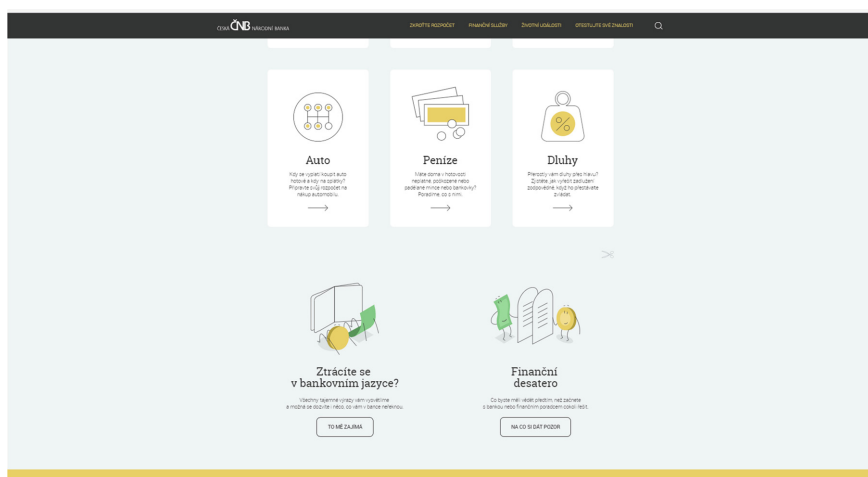 ČESKÁ ČNB NÁRODNÍ BANKA
ZKROŤTE ROZPOČET FINANČNÍ SLUŽBY ŽIVOTNÍ UDÁLOSTI OTESTUJTE SVÉ ZNALOSTI
Auto
Kdy se vyplatí koupit auto
hotově a kdy na splátky?
Připravte svůj rozpočet na
nákup automobilu.
Peníze
Máte doma v hotovosti
neplatné, poškozené nebo
padělané mince nebo bankovky?
Poradíme, co s nimi.
Dluhy
Přerostly vám dluhy přes hlavu?
Zjistěte, jak vyřešit zadlužení
zodpovědně, když ho přestáváte
zvládat.
Ztrácíte se
v bankovním jazyce?
Všechny tajemné výrazy vám vysvětlíme
a možná se dozvíte i něco, co vám v bance neřeknou.
TO MĚ ZAJÍMÁ
Finanční
desatero
Co byste měli vědět předtím, než začnete
s bankou nebo finančním poradcem cokoli řešit.
NA CO SI DÁT POZOR